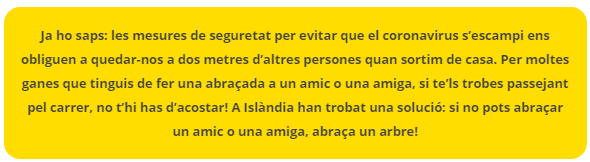 Ja ho saps: les mesures de seguretat per evitar que el coronavirus s’escampi ens
obliguen a quedar-nos a dos metres d’altres persones quan sortim de casa. Per moltes
ganes que tinguis de fer una abraçada a un amic o una amiga, si te’ls trobes passejant
pel carrer, no t’hi has d’acostar! A Islàndia han trobat una solució: si no pots abraçar
un amic o una amiga, abraça un arbre!